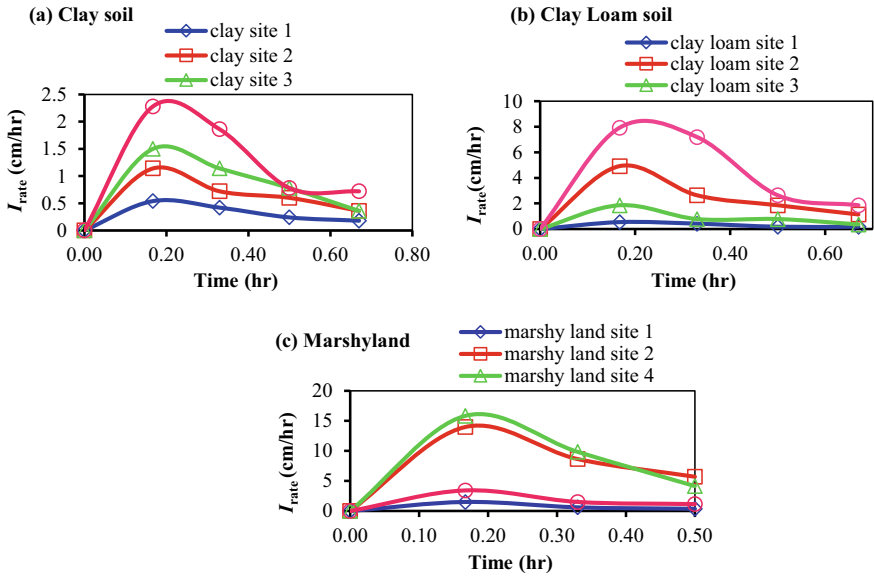 (a) Clay soil
clay site 1
clay site 2
clay site 3
2.5
2
1.5
1
0.5
0
I rate (cm/hr)
0.00 0.20 0.40 0.60 0.80
Time (hr)
(b) Clay Loam soil
clay loam site 1
clay loam site 2
clay loam site 3
10
8
6
4
2
0
I rate (cm/hr)
0.00 0.20 0.40 0.60
Time (hr)
(c) Marshyland
marshy land site 1
marshy land site 2
marshy land site 4
20
15
10
5
0
I rate (cm/hr)
0.00 0.10 0.20 0.30 0.40 0.50
Time (hr)